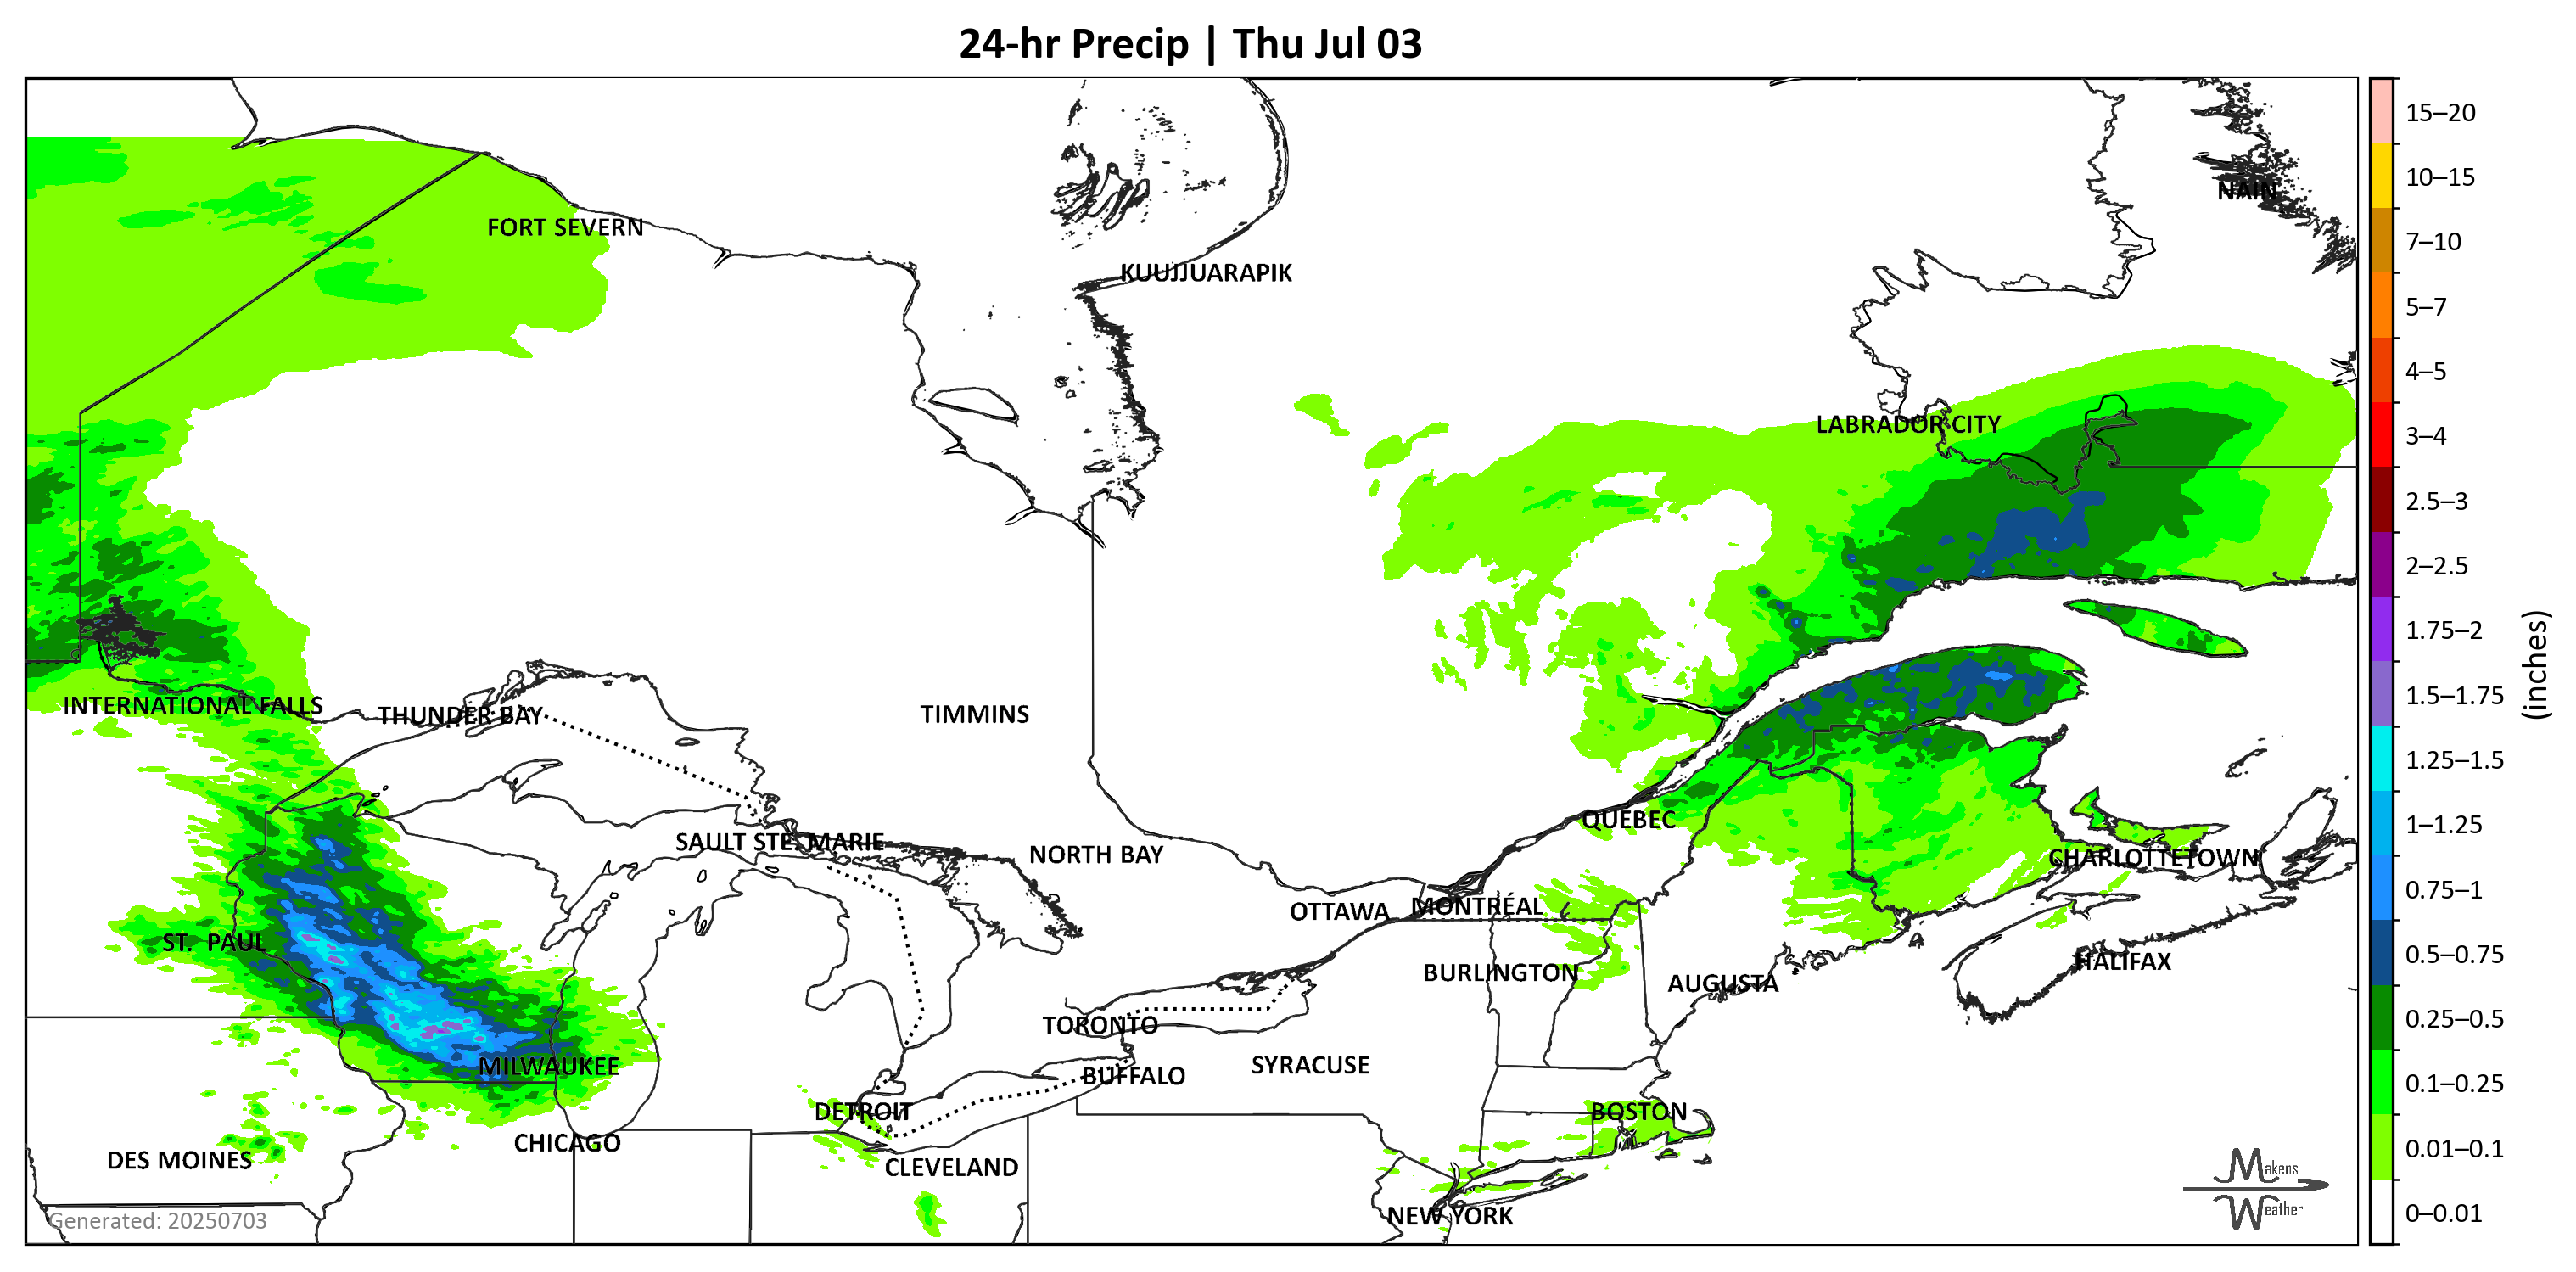 24-hr Precip | Thu Jul 03
NAIN
FORT SEVERN
KUUJJUARAPIK
LABRADOR CITY
INTERNATIONAL FALLS
THUNDER BAY
TIMMINS
QUÉBEC
SAULT STE. MARIE
NORTH BAY
CHARLOTTETOWN
OTTAWA
MONTRÉAL
ST. PAUL
HALIFAX
BURLINGTON
AUGUSTA
TORONTO
MILWAUKEE
SYRACUSE
BUFFALO
DETROIT
BOSTON
CHICAGO
DES MOINES
CLEVELAND
NEW YORK
Generated: 20250703
Makens
Weather
15–20
10–15
7–10
5–7
4–5
3–4
2.5–3
2–2.5
1.75–2
1.5–1.75
1.25–1.5
1–1.25
0.75–1
0.5–0.75
0.25–0.5
0.1–0.25
0.01–0.1
0–0.01
(inches)